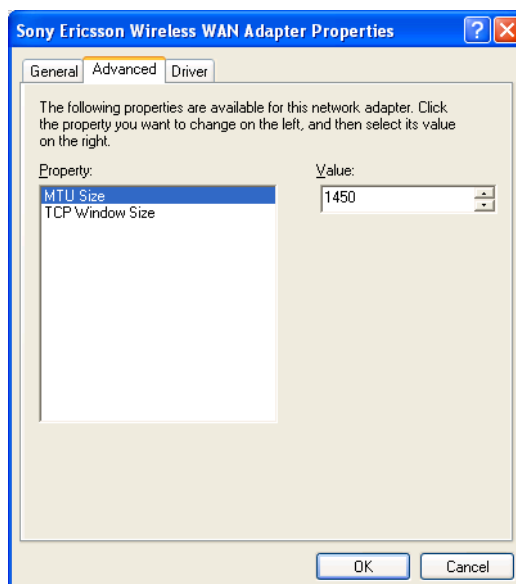 Sony Ericsson Wireless WAN Adapter Properties
General Advanced Driver
The following properties are available for this network adapter. Click
the property you want to change on the left, and then select its value
on the right.
Property: Value:
MTU Size 1450
TCP Window Size
OK Cancel